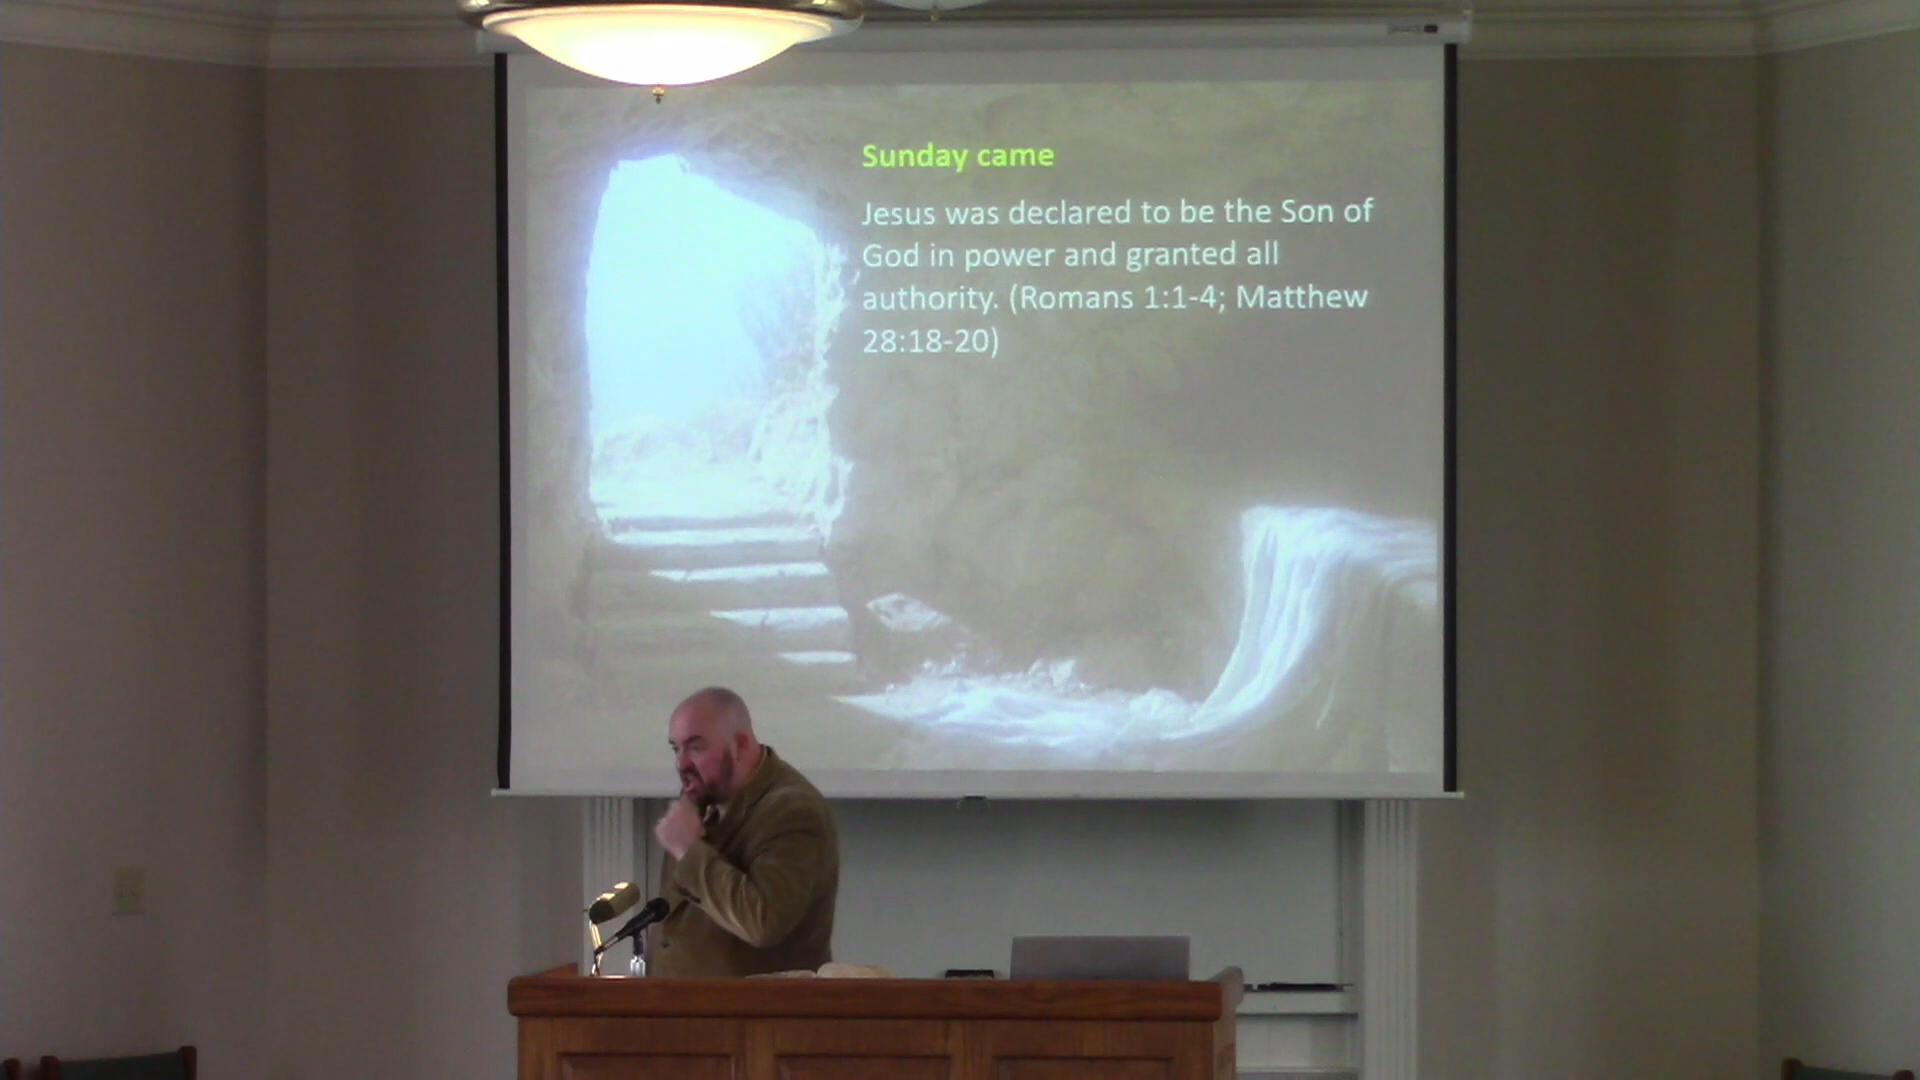 Sunday came
Jesus was declared to be the Son of
God in power and granted all
authority. (Romans 1:1-4; Matthew
28:18-20)